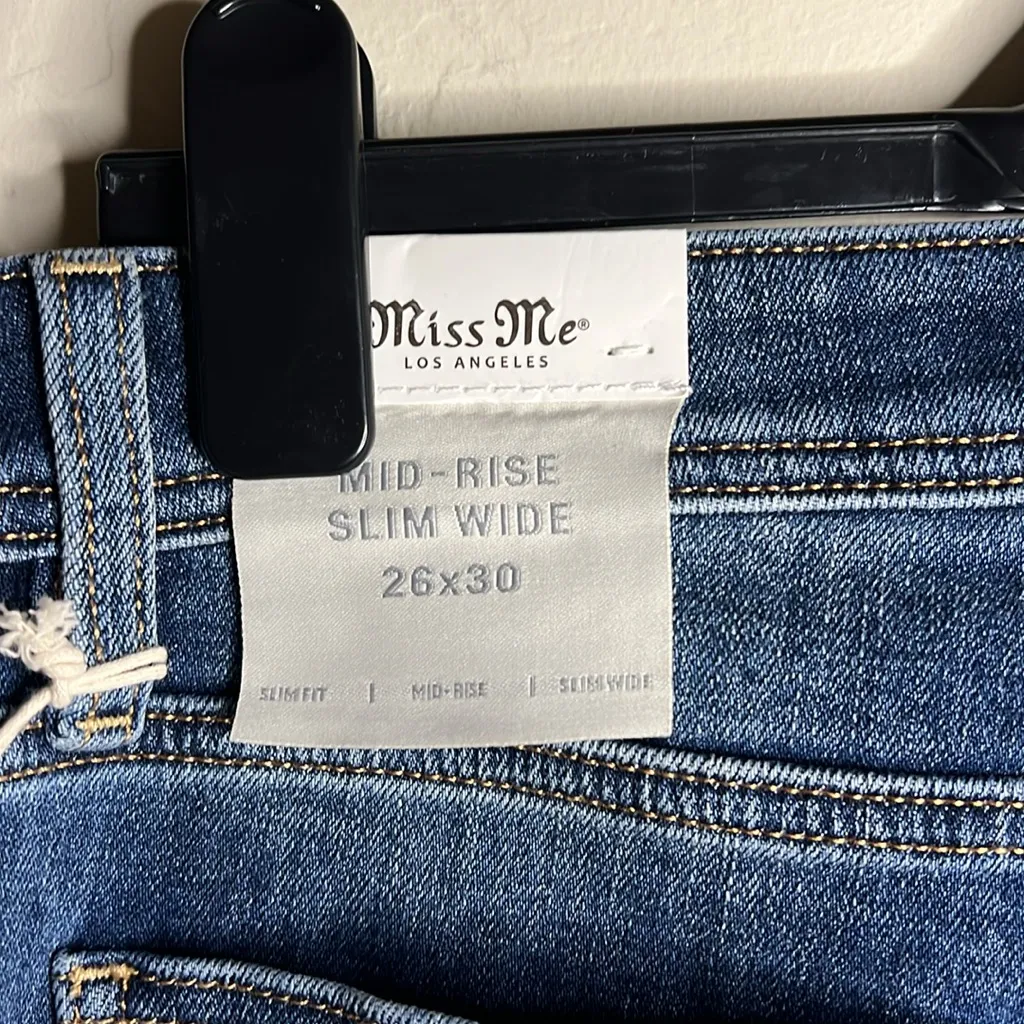 Miss Me®
LOS ANGELES
MID-RISE
SLIM WIDE
26x30
SLIM FIT | MID-RISE | SLIM WIDE